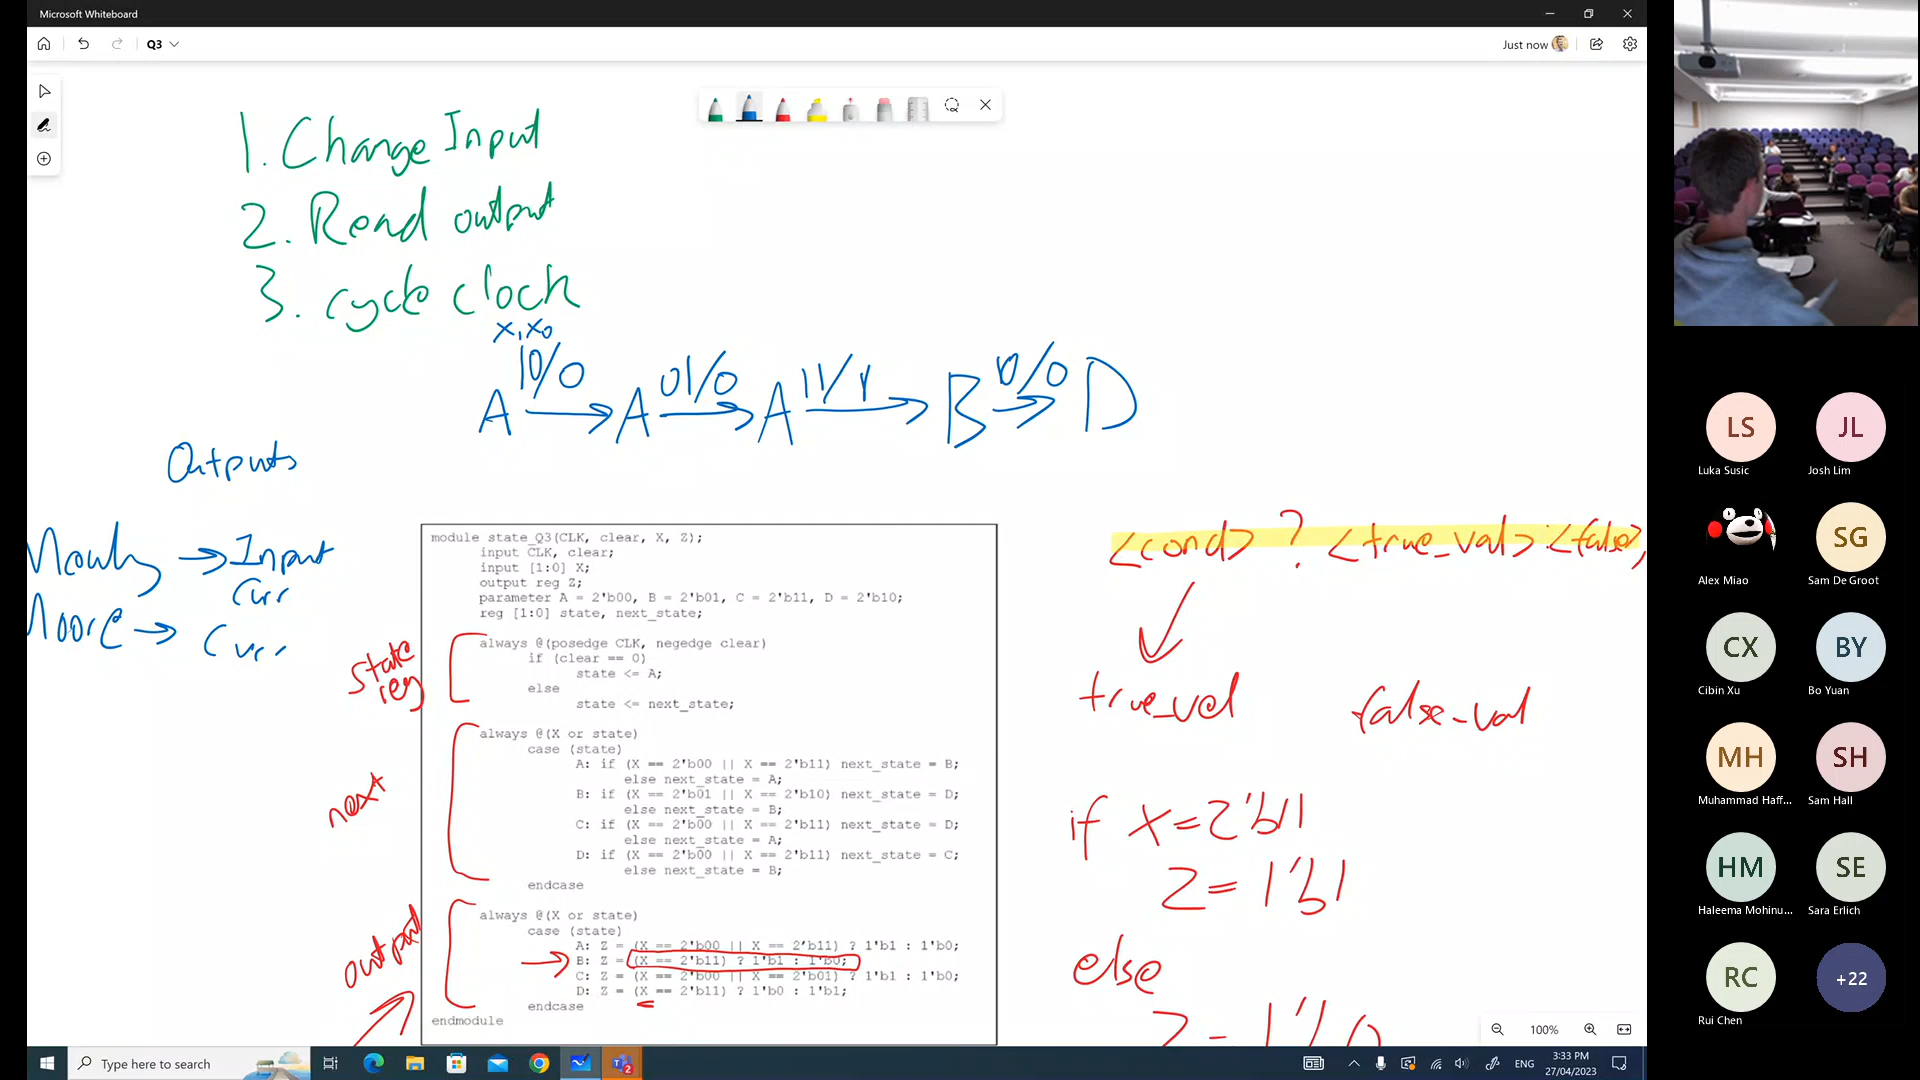 Microsoft Whiteboard
Q3
Just now
1. Change Input
2. Read output
3. cycle clock
X1X0
A 10/0 A 01/0 A 11/1 B 10/0 D
Outputs
Mealy → Input
Curr
Moore → Curr
<cond> ? <true_val> : <false>
true_val
false_val
if X=2'b11
Z=1'b1
else
Z=1'b0
state reg
next
output
module state_Q3(CLK, clear, X, Z);
input CLK, clear;
input [1:0] X;
output reg Z;
parameter A = 2'b00, B = 2'b01, C = 2'b11, D = 2'b10;
reg [1:0] state, next_state;
always @(posedge CLK, negedge clear)
if (clear == 0)
state <= A;
else
state <= next_state;
always @(X or state)
case (state)
A: if (X == 2'b00 || X == 2'b11) next_state = B;
else next_state = A;
B: if (X == 2'b01 || X == 2'b10) next_state = D;
else next_state = B;
C: if (X == 2'b00 || X == 2'b11) next_state = D;
else next_state = A;
D: if (X == 2'b00 || X == 2'b11) next_state = C;
else next_state = B;
endcase
always @(X or state)
case (state)
A: Z = (X == 2'b00 || X == 2'b11) ? 1'b1 : 1'b0;
B: Z = (X == 2'b11) ? 1'b1 : 1'b0;
C: Z = (X == 2'b00 || X == 2'b01) ? 1'b1 : 1'b0;
D: Z = (X == 2'b11) ? 1'b0 : 1'b1;
endcase
endmodule
100%
LS
Luka Susic
JL
Josh Lim
Alex Miao
SG
Sam De Groot
CX
Cibin Xu
BY
Bo Yuan
MH
Muhammad Haff...
SH
Sam Hall
HM
Haleema Mohinu...
SE
Sara Erlich
RC
Rui Chen
+22
Type here to search
ENG
3:33 PM
27/04/2023